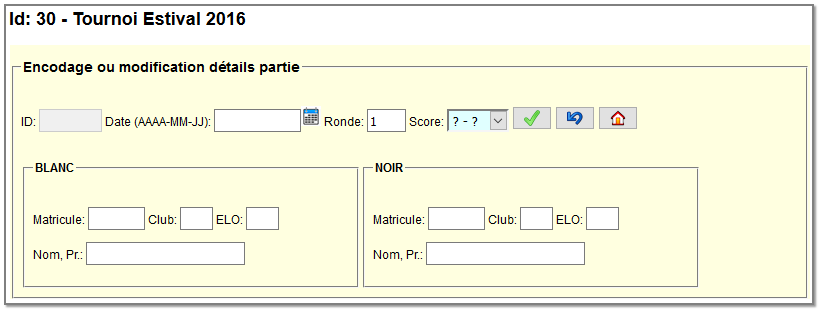 Id: 30 - Tournoi Estival 2016
Encodage ou modification détails partie
ID: Date (AAAA-MM-JJ): Ronde: 1 Score: ? - ?
BLANC NOIR
Matricule: Club: ELO: Matricule: Club: ELO:
Nom, Pr.: Nom, Pr.: